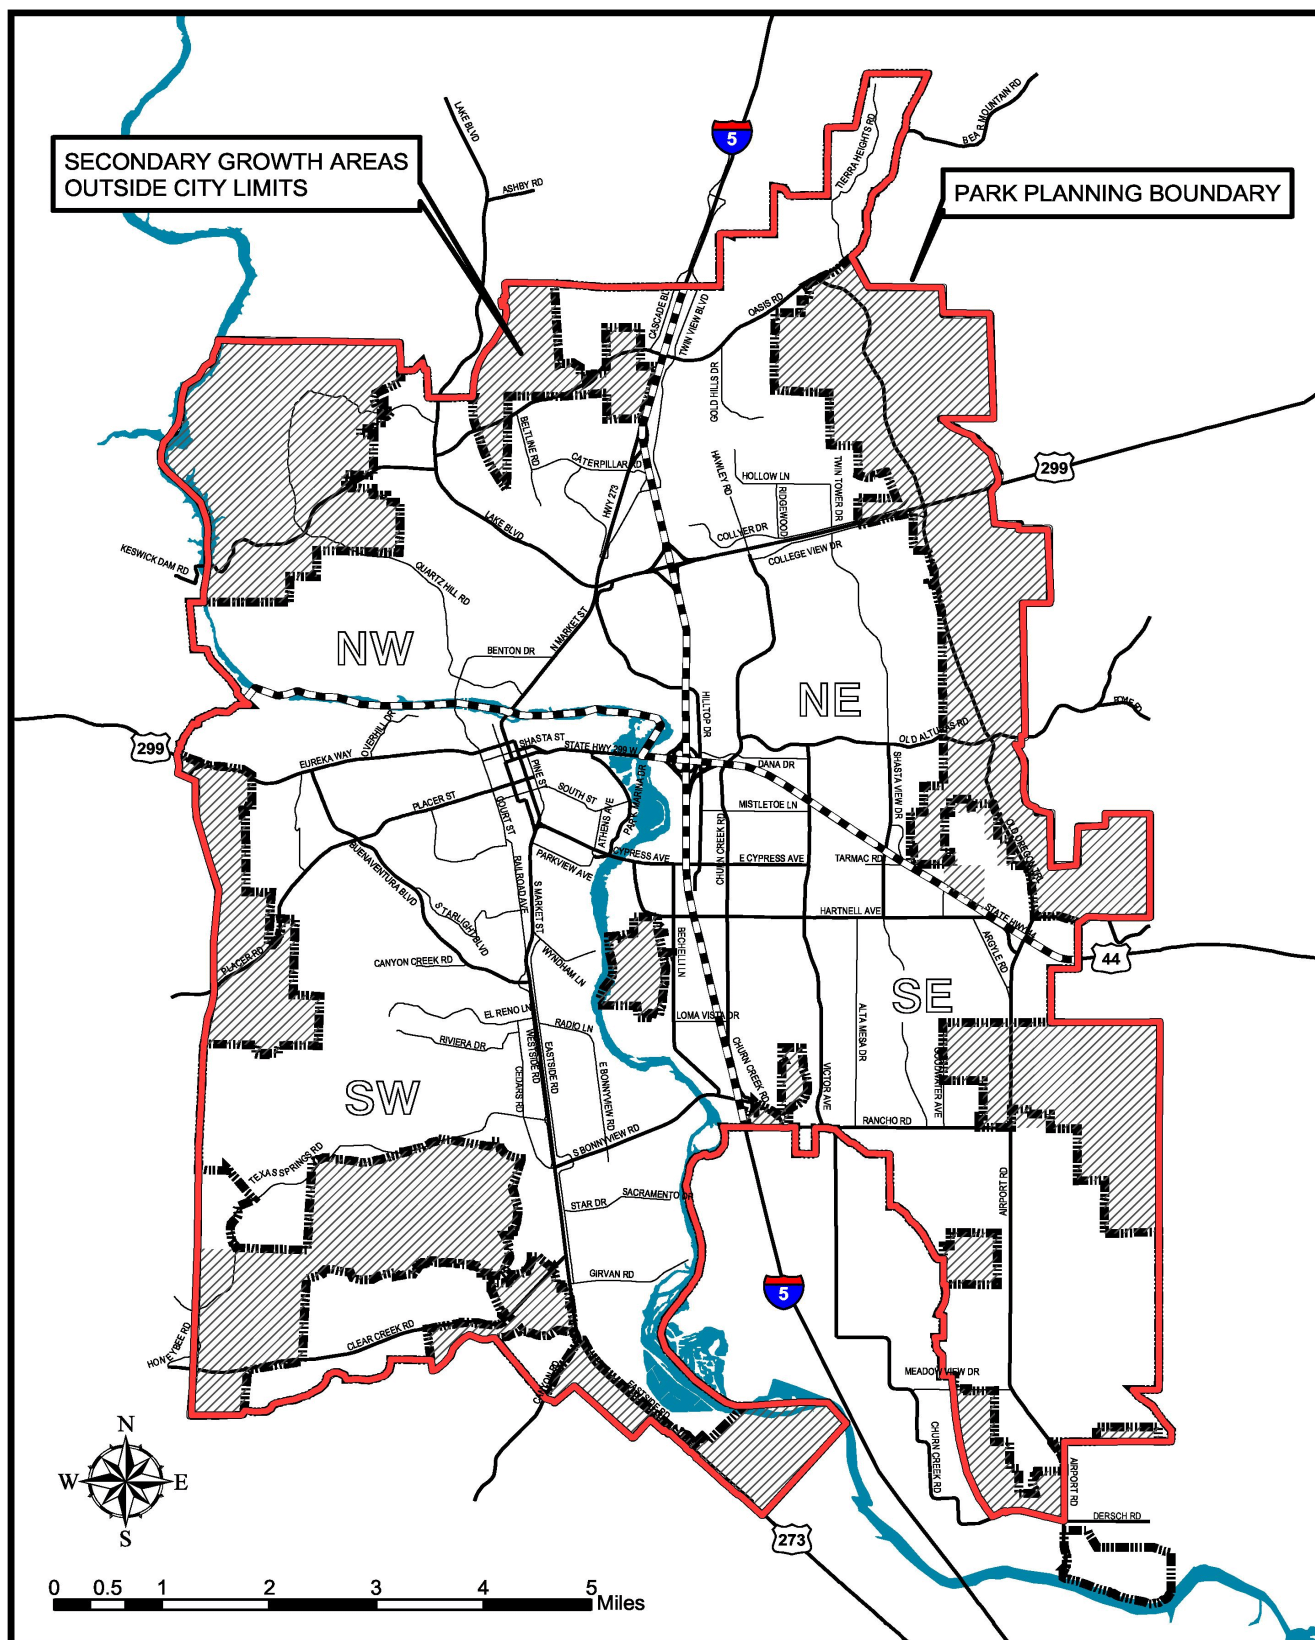 LAKE BLVD
ASHBY RD
5
BEAR MOUNTAIN RD
TIERRA HEIGHTS RD
SECONDARY GROWTH AREAS
OUTSIDE CITY LIMITS
PARK PLANNING BOUNDARY
CASCADE BL
TWIN VIEW BLVD
OASIS RD
GOLD HILLS DR
BELTLINE RD
CATERPILLAR RD
HWY 273
HAWLEY RD
HOLLOW LN
RIDGEWOOD
TWIN TOWER DR
299
LAKE BLVD
COLLYER DR
COLLEGE VIEW DR
KESWICK DAM RD
QUARTZ HILL RD
N MARKET ST
BENTON DR
NW
NE
HILLTOP DR
OLD ALTURAS RD
299
OVERHILL DR
EUREKA WAY
SHASTA ST
STATE HWY 299 W
DANA DR
SHASTA VIEW DR
PINE ST
SOUTH ST
PLACER ST
COURT ST
ATHENS AVE
PARK MARINA DR
MISTLETOE LN
CHURN CREEK RD
OLD OREGON TRL
BUENAVENTURA BLVD
PARKVIEW AVE
CYPRESS AVE
E CYPRESS AVE
TARMAC RD
RAILROAD AVE
S MARKET ST
STARLIGHT BLVD
HARTNELL AVE
STATE HWY 44
PLACER RD
CANYON CREEK RD
WYNDHAM LN
BECHELLI LN
ARGYLE RD
44
SE
EL RENO LN
RADIO LN
RIVIERA DR
LOMA VISTA DR
ALTA MESA DR
GOODWATER AVE
WESTSIDE RD
EASTSIDE RD
CEDARS RD
E BONNYVIEW RD
CHURN CREEK RD
VICTOR AVE
SW
RANCHO RD
S BONNYVIEW RD
TEXAS SPRINGS RD
STAR DR
SACRAMENTO DR
AIRPORT RD
GIRVAN RD
5
HONEYBEE RD
CLEAR CREEK RD
CANYON RD
EASTSIDE RD
MEADOW VIEW DR
CHURN CREEK RD
AIRPORT RD
DERSCH RD
273
N
W E
S
0 0.5 1 2 3 4 5
Miles